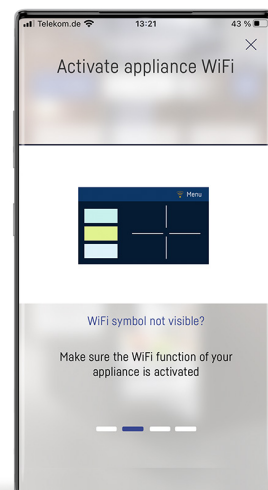 Telekom.de 13:21 43 %
Activate appliance WiFi
Menu
WiFi symbol not visible?
Make sure the WiFi function of your
appliance is activated